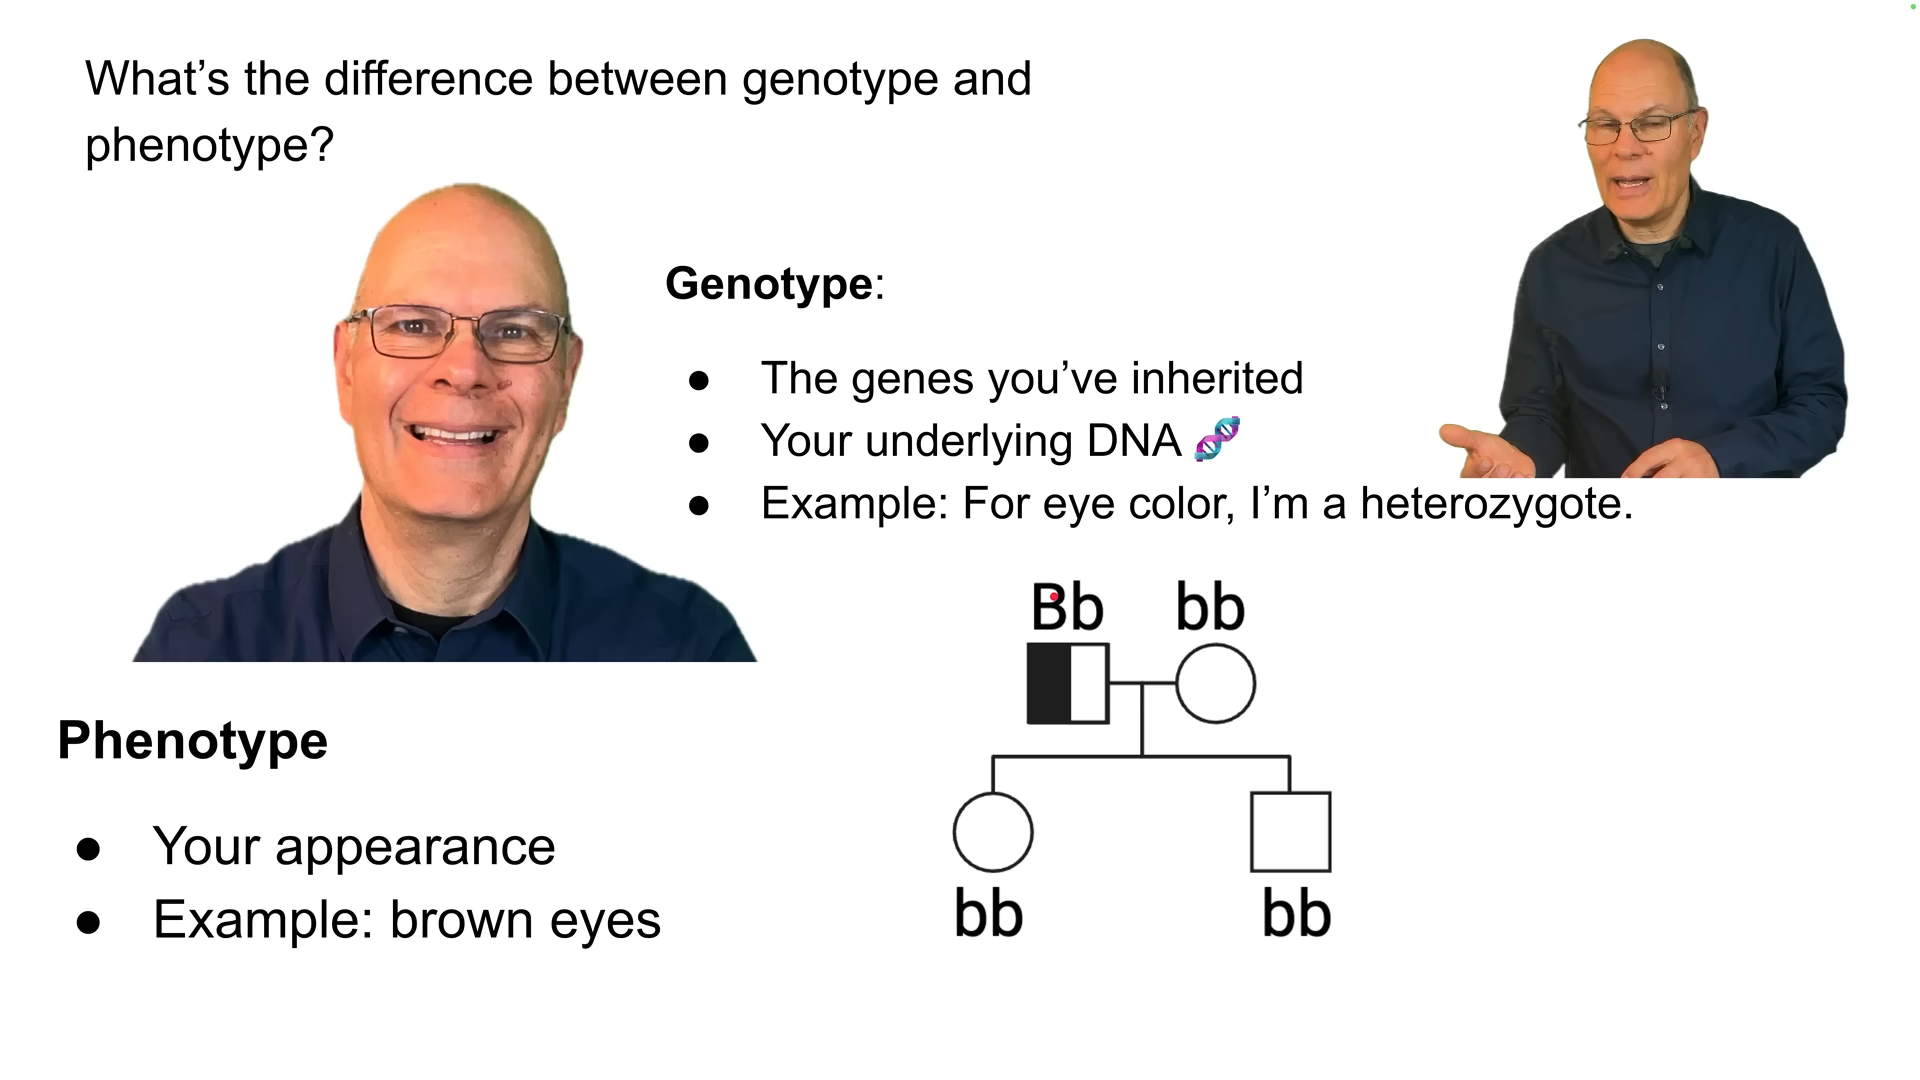 What’s the difference between genotype and
phenotype?
Genotype:
● The genes you’ve inherited
● Your underlying DNA 🧬
● Example: For eye color, I’m a heterozygote.
Bb bb
bb bb
Phenotype
● Your appearance
● Example: brown eyes